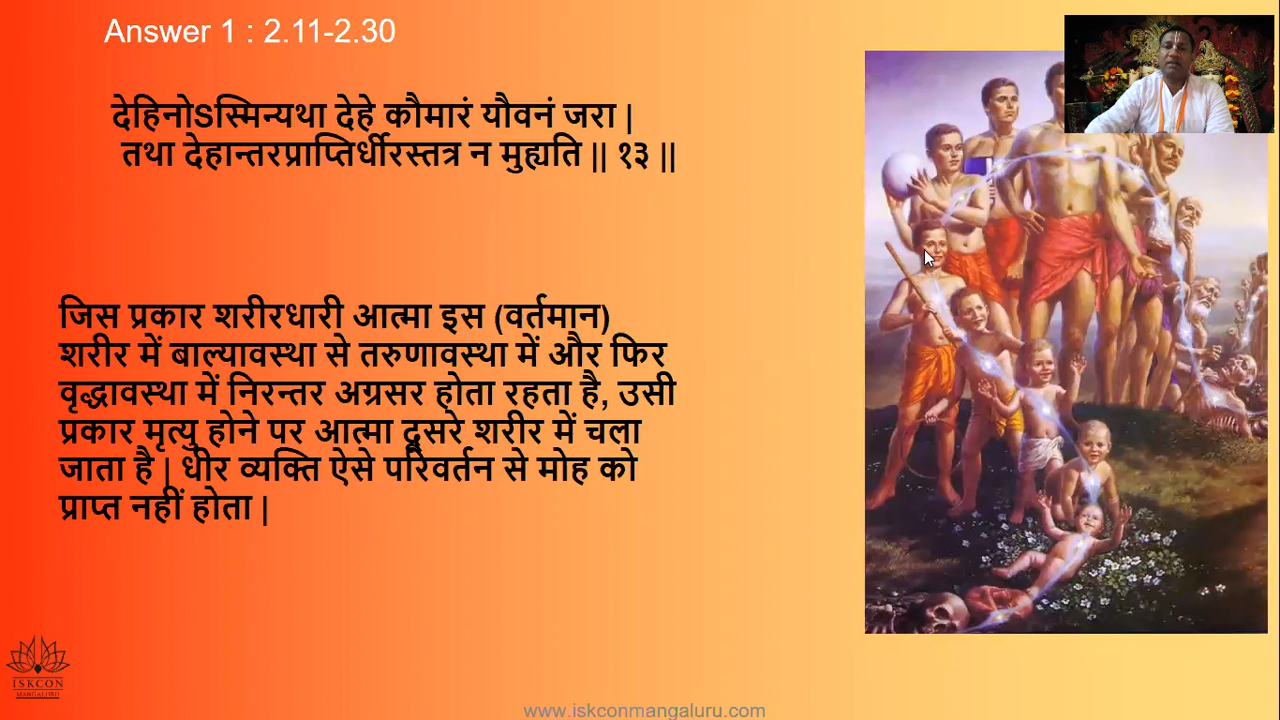 Answer 1 : 2.11-2.30
देहिनोSस्मिन्यथा देहे कौमारं यौवनं जरा |
तथा देहान्तरप्राप्तिर्धीरस्तत्र न मुह्यति || १३ ||
जिस प्रकार शरीरधारी आत्मा इस (वर्तमान)
शरीर में बाल्यावस्था से तरुणावस्था में और फिर
वृद्धावस्था में निरन्तर अग्रसर होता रहता है, उसी
प्रकार मृत्यु होने पर आत्मा दूसरे शरीर में चला
जाता है | धीर व्यक्ति ऐसे परिवर्तन से मोह को
प्राप्त नहीं होता |
ISKCON
MANGALURU
www.iskconmangaluru.com